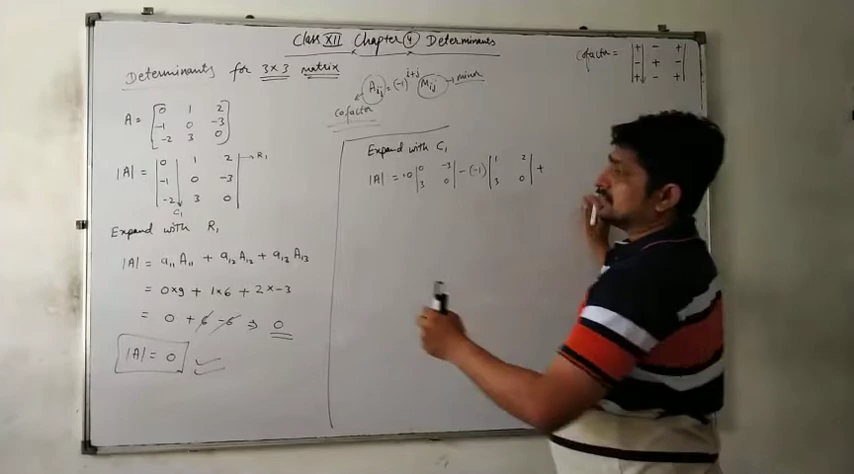 Class XII Chapter 4 Determinants
Determinants for 3×3 matrix
Cofactor = | + − + |
| − + − |
| + − + |
Aij = (-1)^i+j Mij → minor
cofactor
A = [ 0 1 2 ]
[ -1 0 -3 ]
[ -2 3 0 ]
|A| = | 0 1 2 | → R1
| -1 0 -3 |
| -2 3 0 |
C1
Expand with R1
|A| = a11 A11 + a12 A12 + a13 A13
= 0×9 + 1×6 + 2×-3
= 0 + 6 - 6 ⇒ 0
|A| = 0
Expand with C1
|A| = 0 | 0 -3 | - (-1) | 1 2 | +
| 3 0 | | 3 0 |